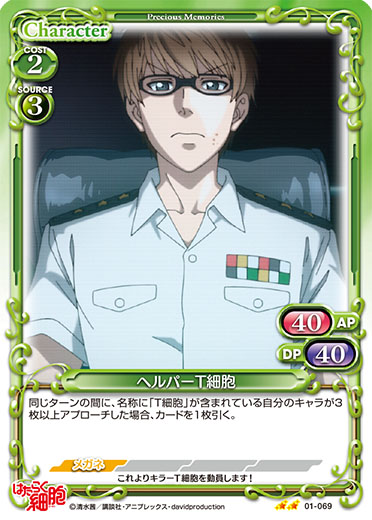 Precious Memories
Character
COST
2
SOURCE
3
40 AP
DP 40
ヘルパーT細胞
同じターンの間に、名称に「T細胞」が含まれている自分のキャラが3
枚以上アプローチした場合、カードを1枚引く。
メガネ
これよりキラーT細胞を動員します!
はたらく細胞
©清水茜/講談社・アニプレックス・davidproduction
01-069